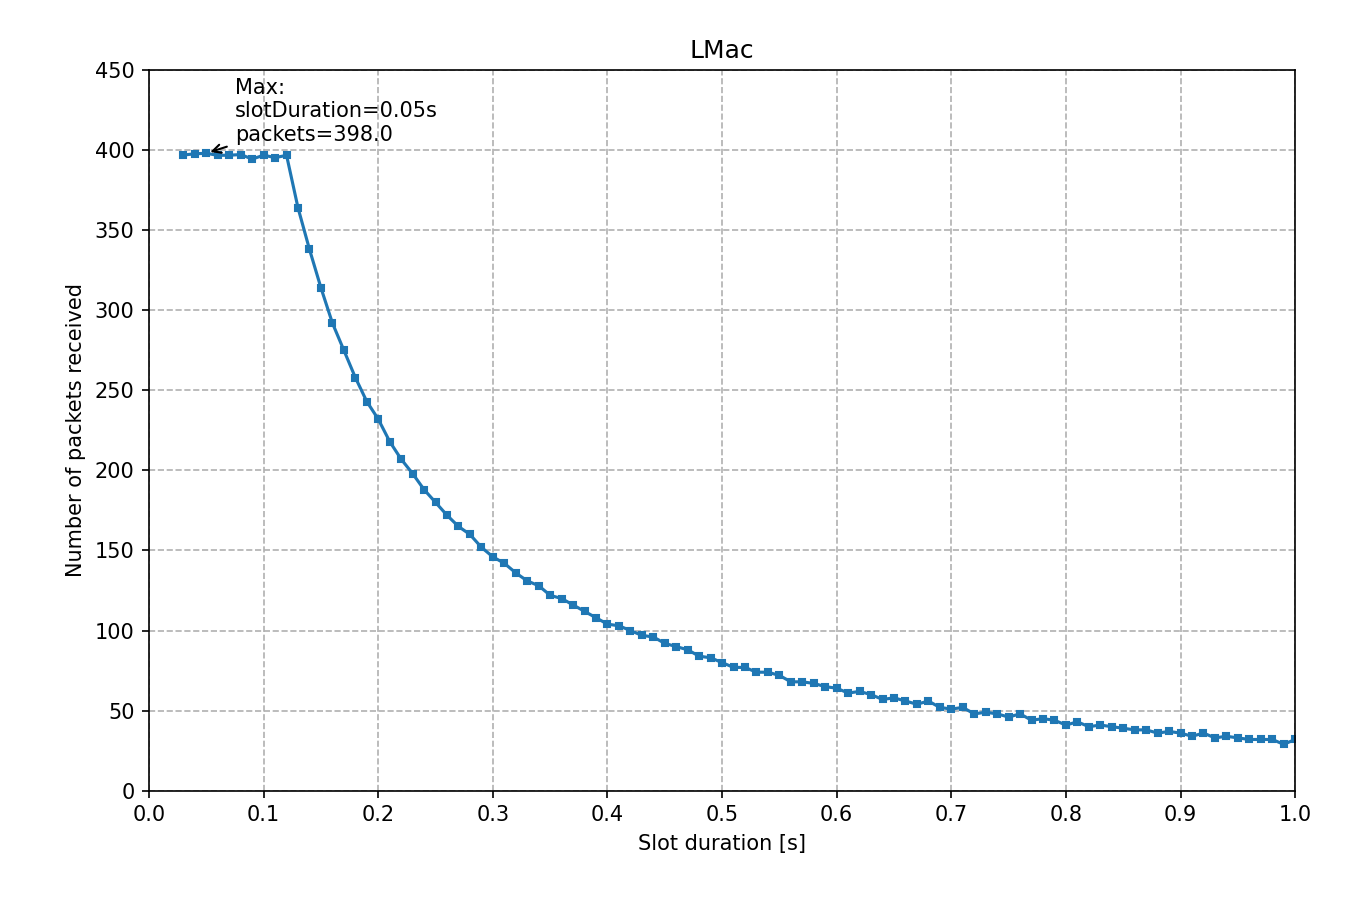 LMac
Max:
slotDuration=0.05s
packets=398.0
450
400
350
300
250
200
150
100
50
0
Number of packets received
0.0 0.1 0.2 0.3 0.4 0.5 0.6 0.7 0.8 0.9 1.0
Slot duration [s]